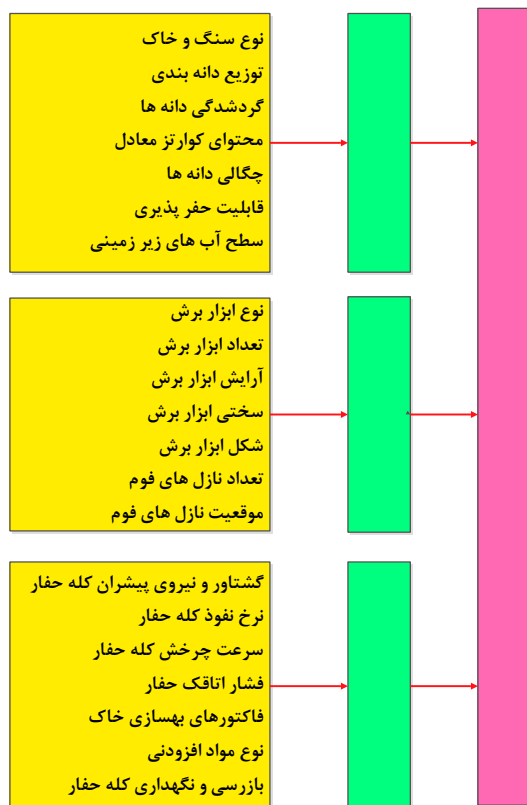 نوع سنگ و خاک
توزیع دانه بندی
گردشدگی دانه ها
محتوای کوارتز معادل
چگالی دانه ها
قابلیت حفر پذیری
سطح آب های زیر زمینی
نوع ابزار برش
تعداد ابزار برش
آرایش ابزار برش
سختی ابزار برش
شکل ابزار برش
تعداد نازل های فوم
موقعیت نازل های فوم
گشتاور و نیروی پیشران کله حفار
نرخ نفوذ کله حفار
سرعت چرخش کله حفار
فشار اتاقک حفار
فاکتورهای بهسازی خاک
نوع مواد افزودنی
بازرسی و نگهداری کله حفار